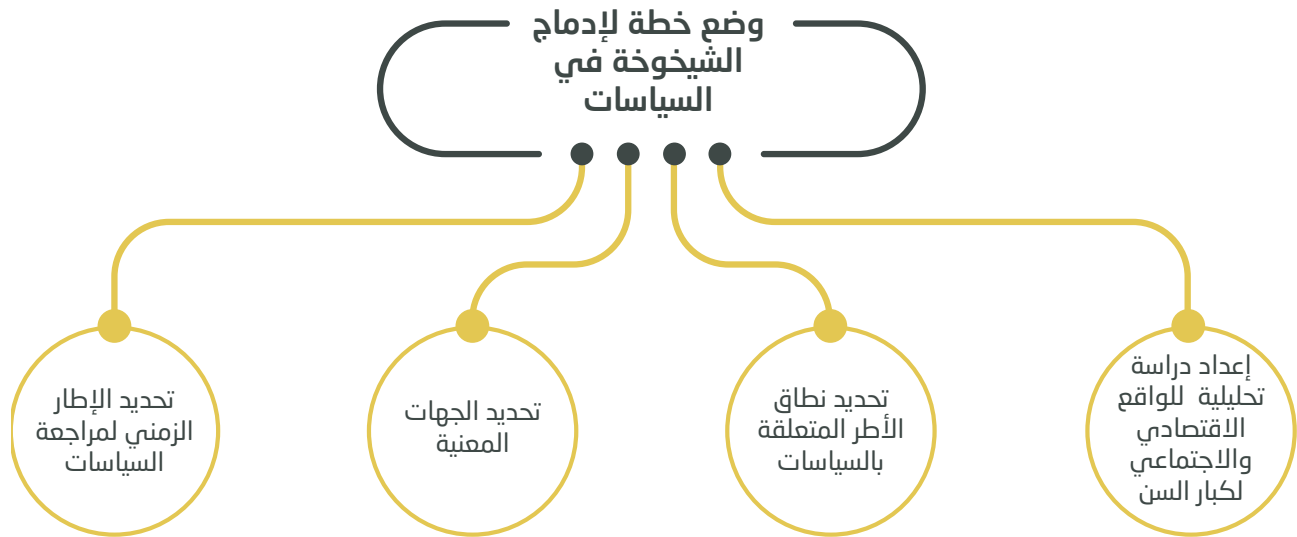 وضع خطة لإدماج
الشيخوخة في
السياسات
إعداد دراسة
تحليلية للواقع
الاقتصادي
والاجتماعي
لكبار السن
تحديد نطاق
الأطر المتعلقة
بالسياسات
تحديد الجهات
المعنية
تحديد الإطار
الزمني لمراجعة
السياسات